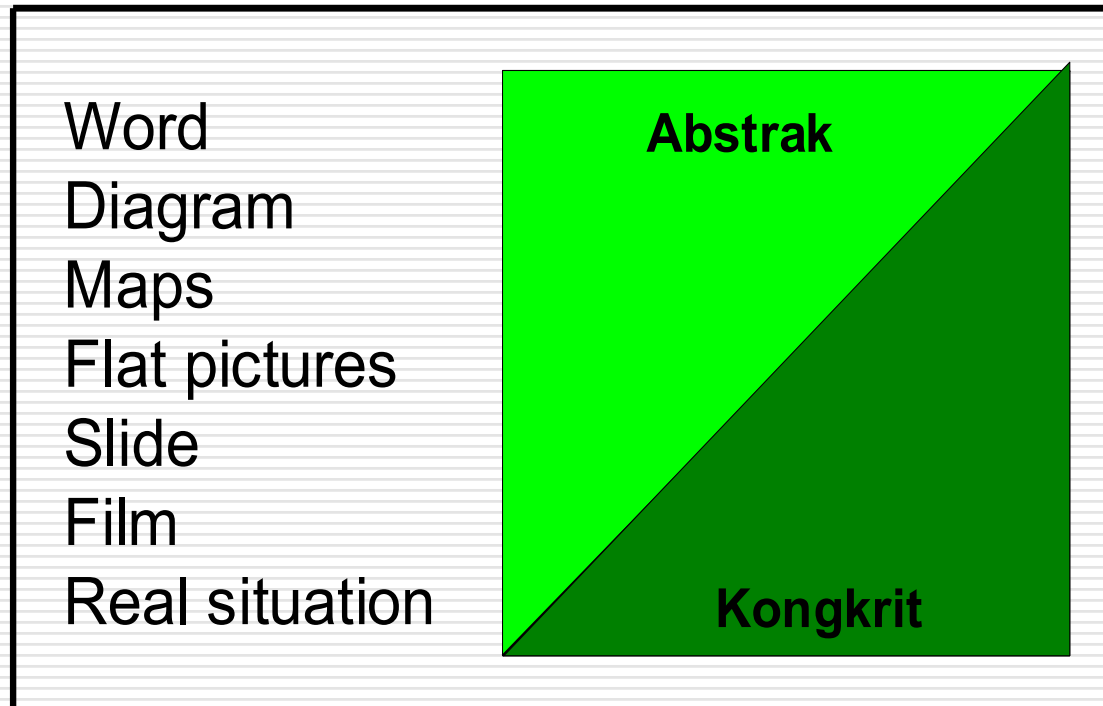 Word
Diagram
Maps
Flat pictures
Slide
Film
Real situation
Abstrak
Kongkrit